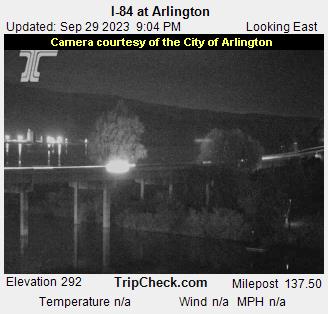 I-84 at Arlington
Updated: Sep 29 2023 9:04 PM Looking East
Camera courtesy of the City of Arlington
Elevation 292 TripCheck.com Milepost 137.50
Temperature n/a Wind n/a MPH n/a